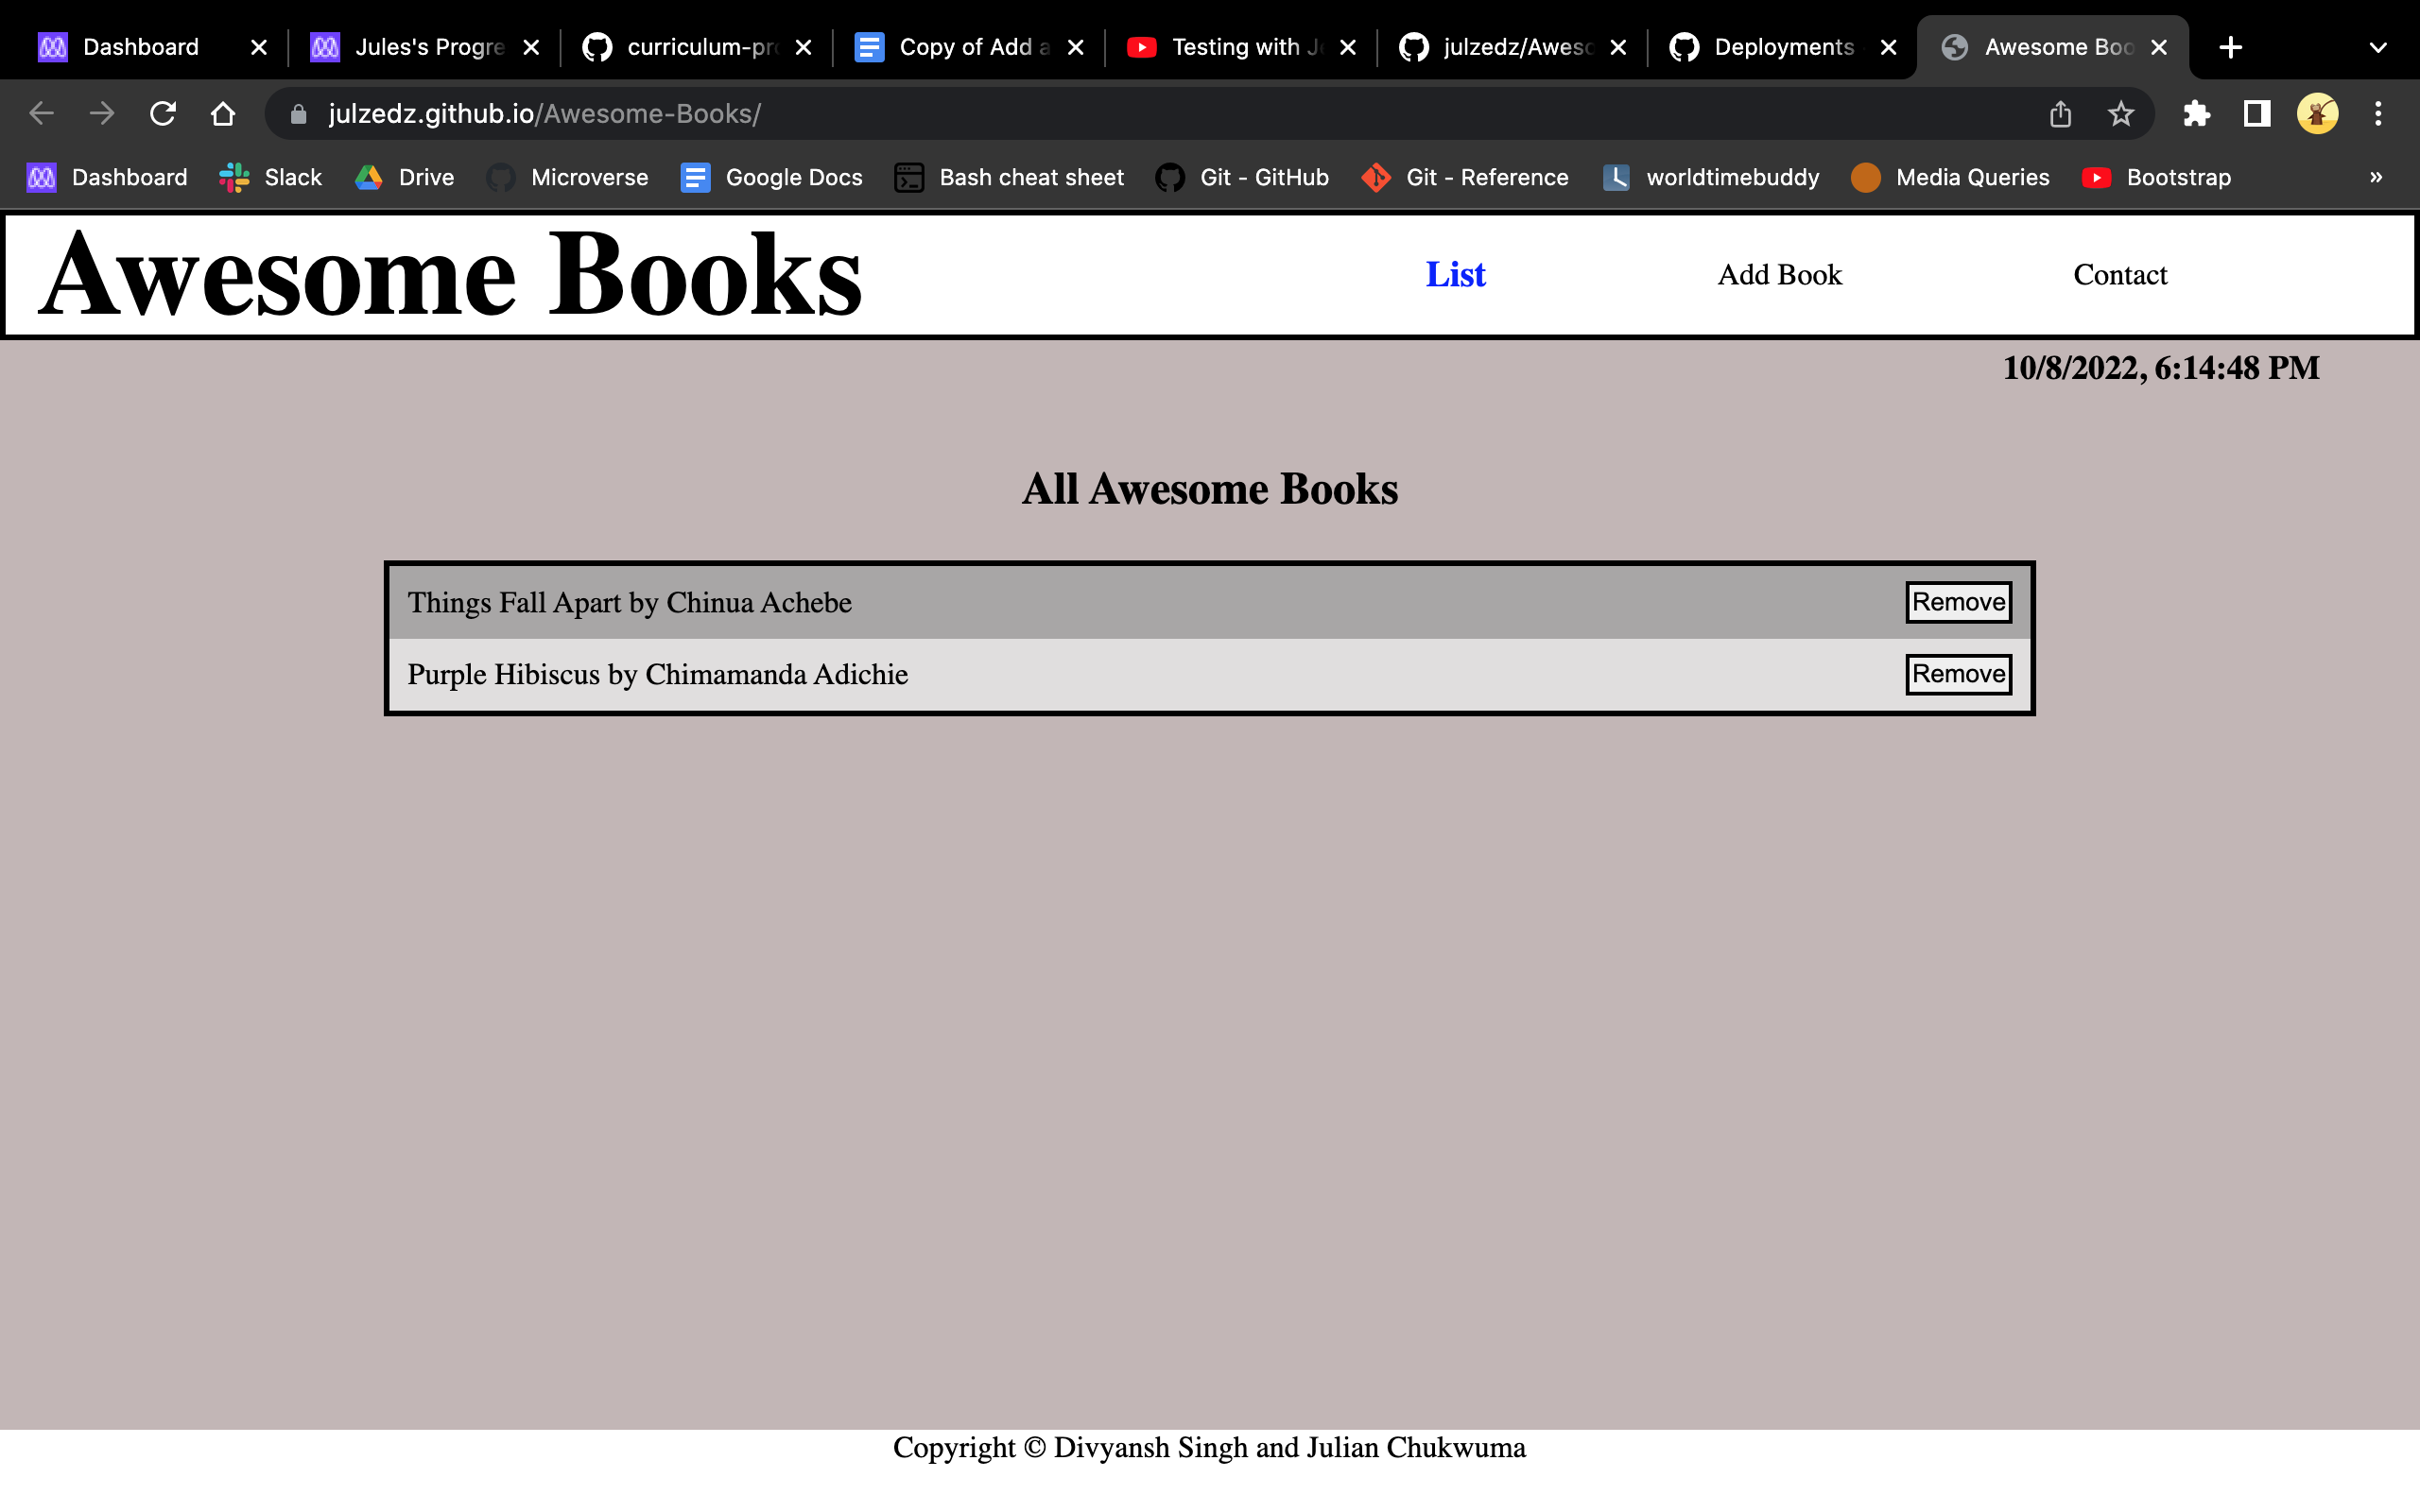 Dashboard Jules's Progre curriculum-pro Copy of Add a Testing with Je julzedz/Aweso Deployments Awesome Boo
julzedz.github.io/Awesome-Books/
Dashboard Slack Drive Microverse Google Docs Bash cheat sheet Git - GitHub Git - Reference worldtimebuddy Media Queries Bootstrap »
Awesome Books List Add Book Contact
10/8/2022, 6:14:48 PM
All Awesome Books
Things Fall Apart by Chinua Achebe Remove
Purple Hibiscus by Chimamanda Adichie Remove
Copyright © Divyansh Singh and Julian Chukwuma